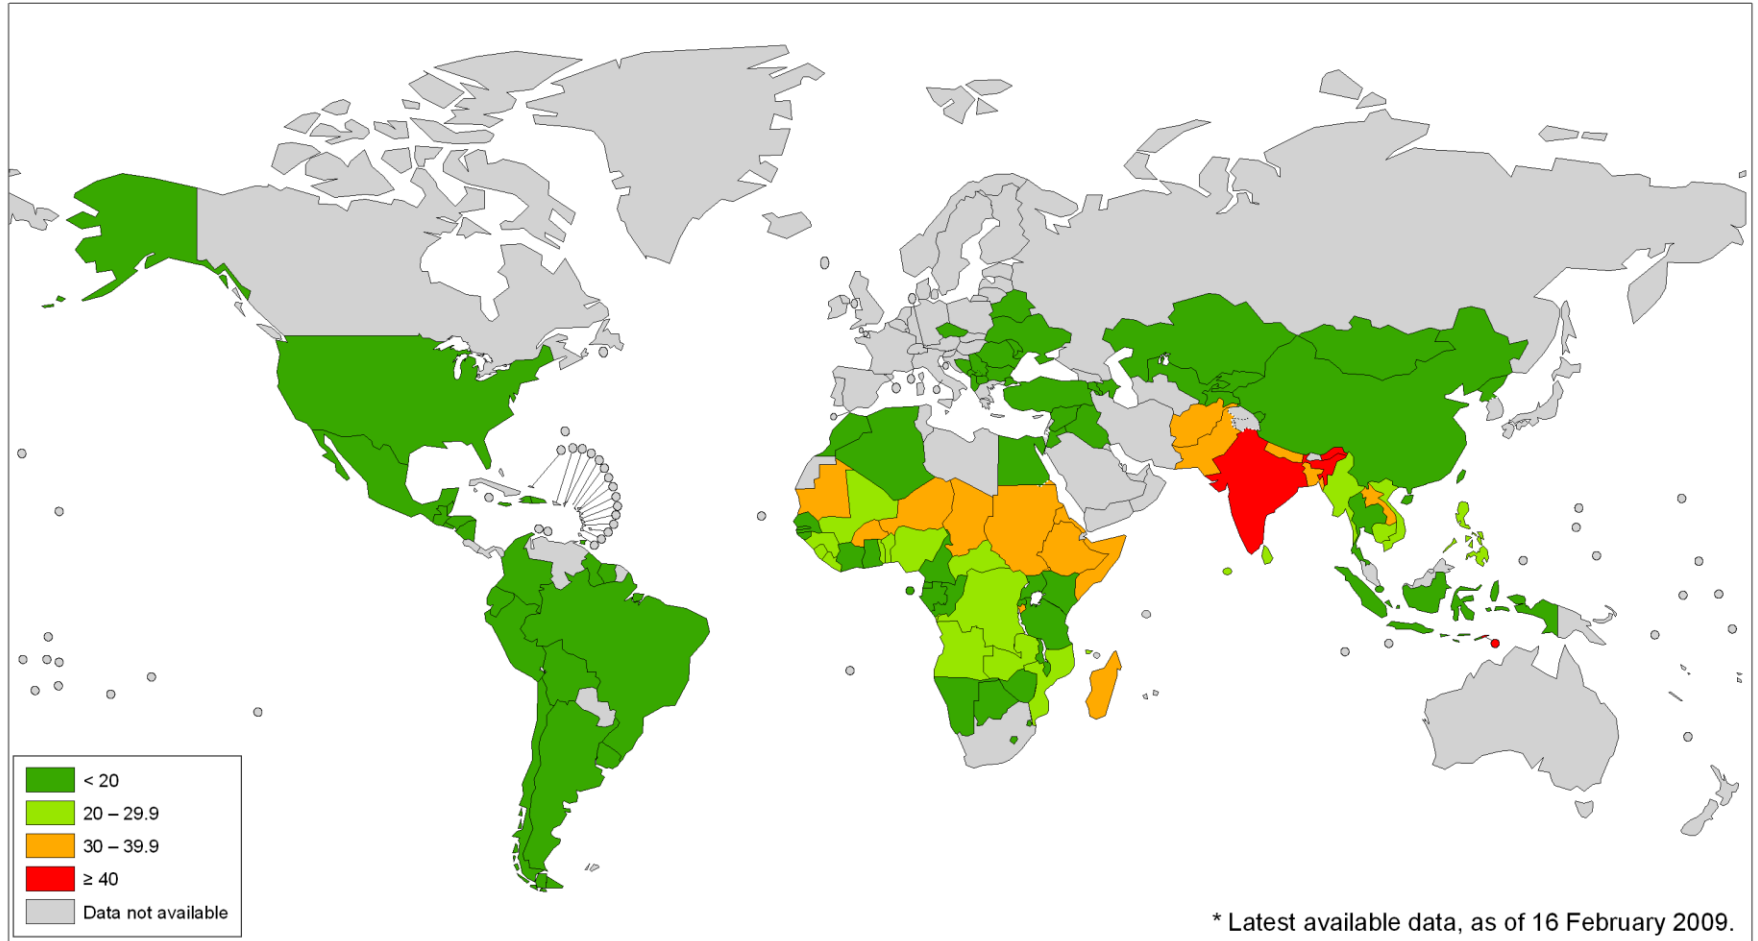 < 20
20 – 29.9
30 – 39.9
≥ 40
Data not available
* Latest available data, as of 16 February 2009.